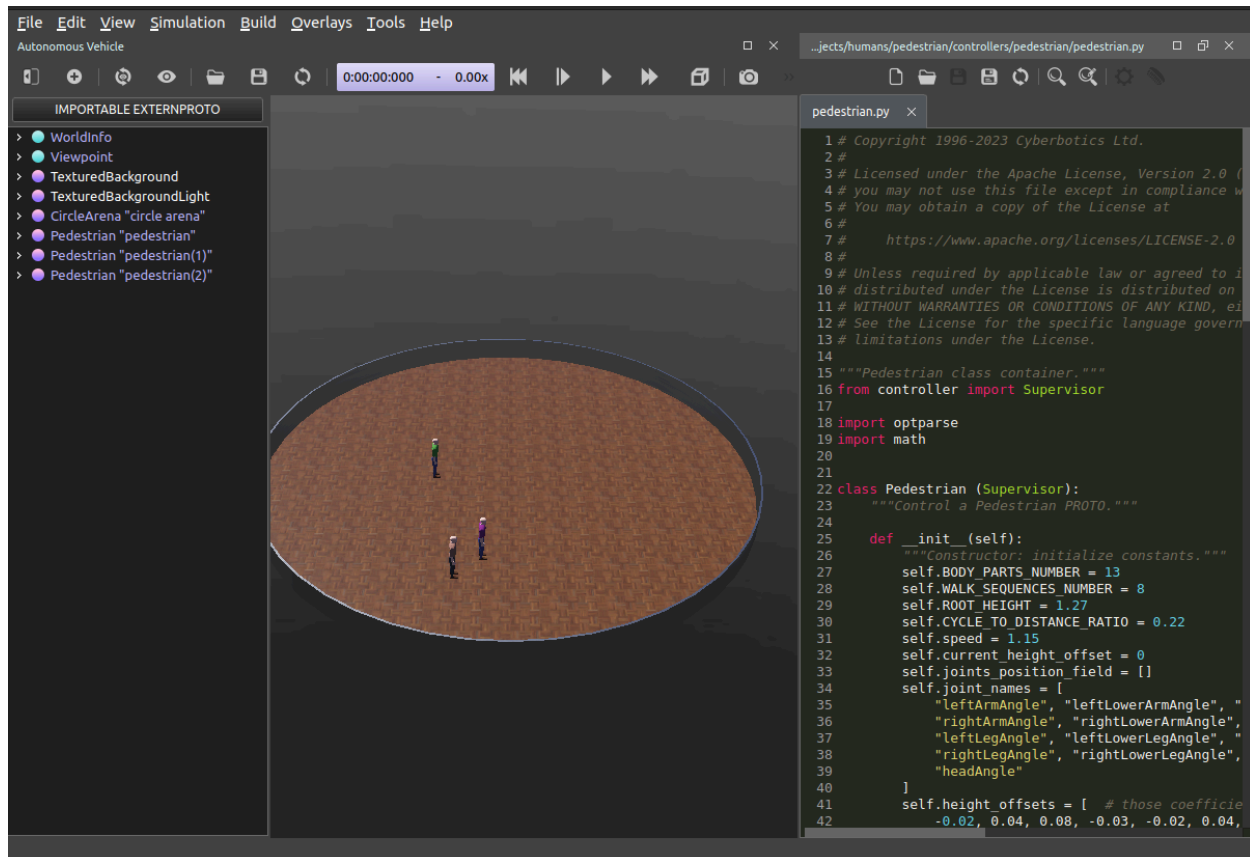 File Edit View Simulation Build Overlays Tools Help
Autonomous Vehicle
...jects/humans/pedestrian/controllers/pedestrian/pedestrian.py
0:00:00:000 - 0.00x
IMPORTABLE EXTERNPROTO
WorldInfo
Viewpoint
TexturedBackground
TexturedBackgroundLight
CircleArena "circle arena"
Pedestrian "pedestrian"
Pedestrian "pedestrian(1)"
Pedestrian "pedestrian(2)"
pedestrian.py
1 # Copyright 1996-2023 Cyberbotics Ltd.
2 #
3 # Licensed under the Apache License, Version 2.0 (
4 # you may not use this file except in compliance w
5 # You may obtain a copy of the License at
6 #
7 #     https://www.apache.org/licenses/LICENSE-2.0
8 #
9 # Unless required by applicable law or agreed to i
10 # distributed under the License is distributed on
11 # WITHOUT WARRANTIES OR CONDITIONS OF ANY KIND, ei
12 # See the License for the specific language govern
13 # limitations under the License.
14
15 """Pedestrian class container."""
16 from controller import Supervisor
17
18 import optparse
19 import math
20
21
22 class Pedestrian (Supervisor):
23     """Control a Pedestrian PROTO."""
24
25     def __init__(self):
26         """Constructor: initialize constants."""
27         self.BODY_PARTS_NUMBER = 13
28         self.WALK_SEQUENCES_NUMBER = 8
29         self.ROOT_HEIGHT = 1.27
30         self.CYCLE_TO_DISTANCE_RATIO = 0.22
31         self.speed = 1.15
32         self.current_height_offset = 0
33         self.joints_position_field = []
34         self.joint_names = [
35             "leftArmAngle", "leftLowerArmAngle", "
36             "rightArmAngle", "rightLowerArmAngle",
37             "leftLegAngle", "leftLowerLegAngle", "
38             "rightLegAngle", "rightLowerLegAngle",
39             "headAngle"
40         ]
41         self.height_offsets = [  # those coefficie
42             -0.02, 0.04, 0.08, -0.03, -0.02, 0.04,